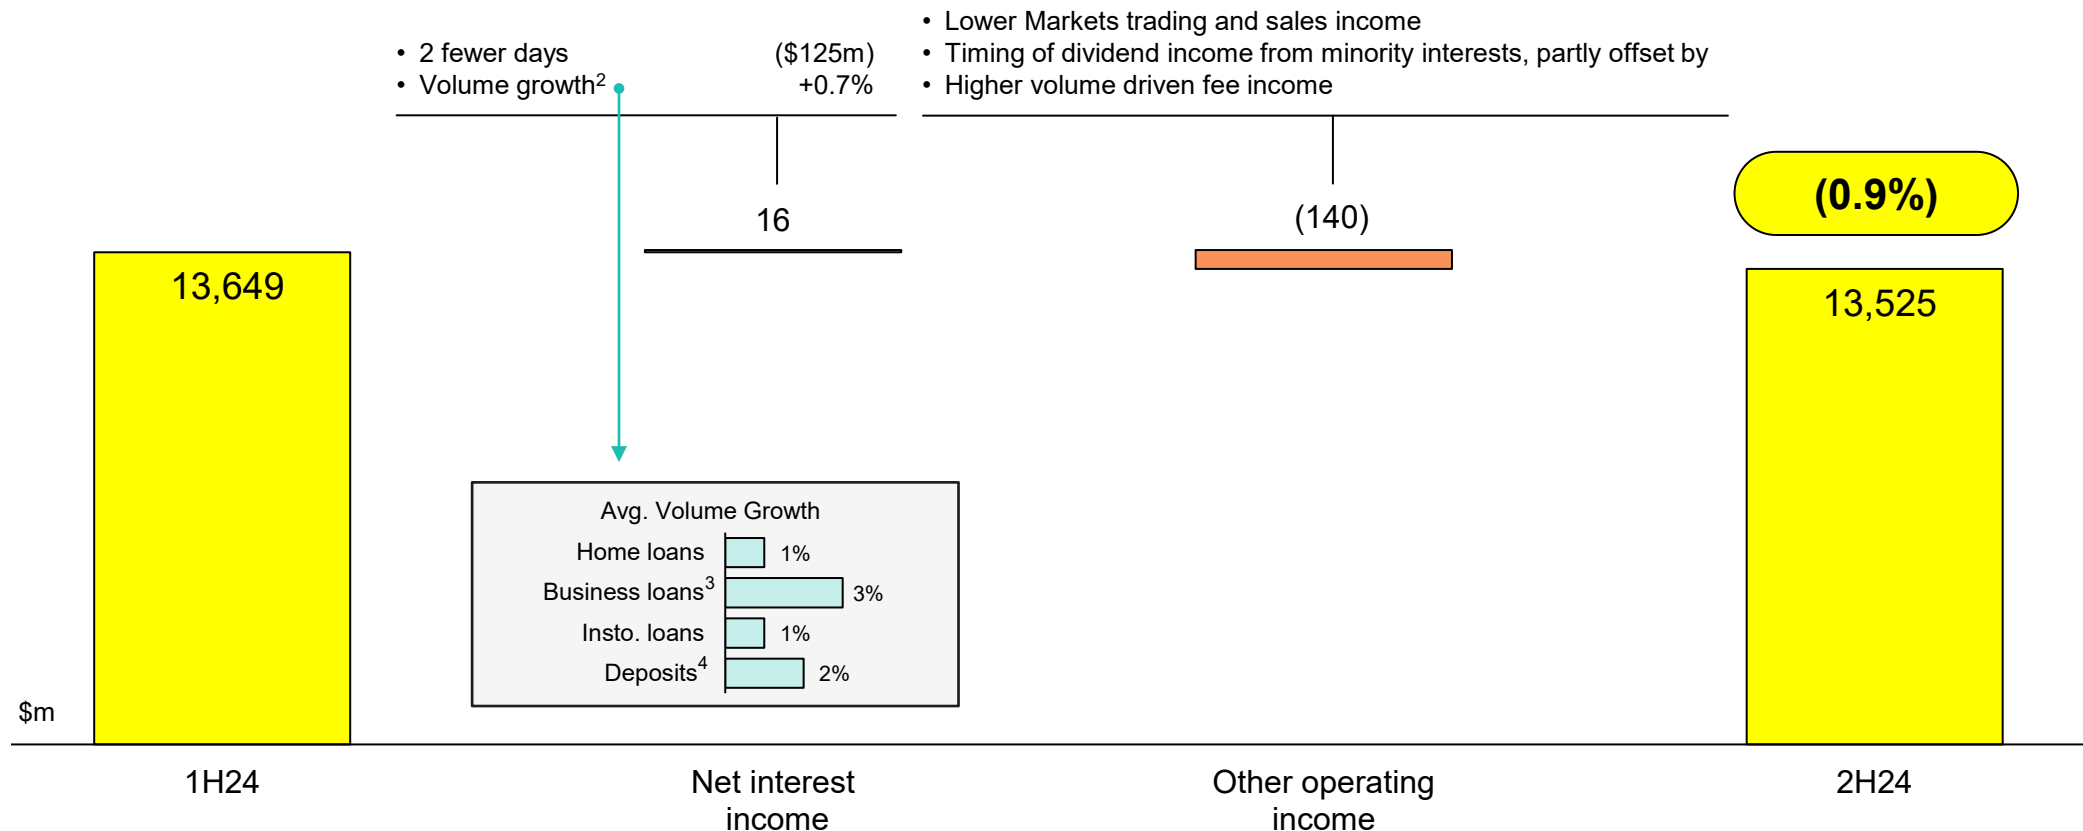 • 2 fewer days ($125m)
• Volume growth2 +0.7%
• Lower Markets trading and sales income
• Timing of dividend income from minority interests, partly offset by
• Higher volume driven fee income
16
(140)
(0.9%)
13,649
13,525
Avg. Volume Growth
Home loans 1%
Business loans3 3%
Insto. loans 1%
Deposits4 2%
$m
1H24
Net interest
income
Other operating
income
2H24